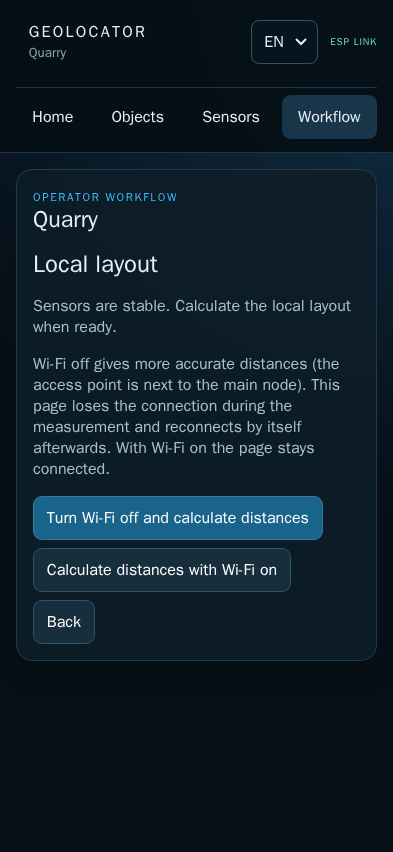 GEOLOCATOR
Quarry
EN
ESP LINK
Home
Objects
Sensors
Workflow
OPERATOR WORKFLOW
Quarry
Local layout
Sensors are stable. Calculate the local layout
when ready.
Wi-Fi off gives more accurate distances (the
access point is next to the main node). This
page loses the connection during the
measurement and reconnects by itself
afterwards. With Wi-Fi on the page stays
connected.
Turn Wi-Fi off and calculate distances
Calculate distances with Wi-Fi on
Back